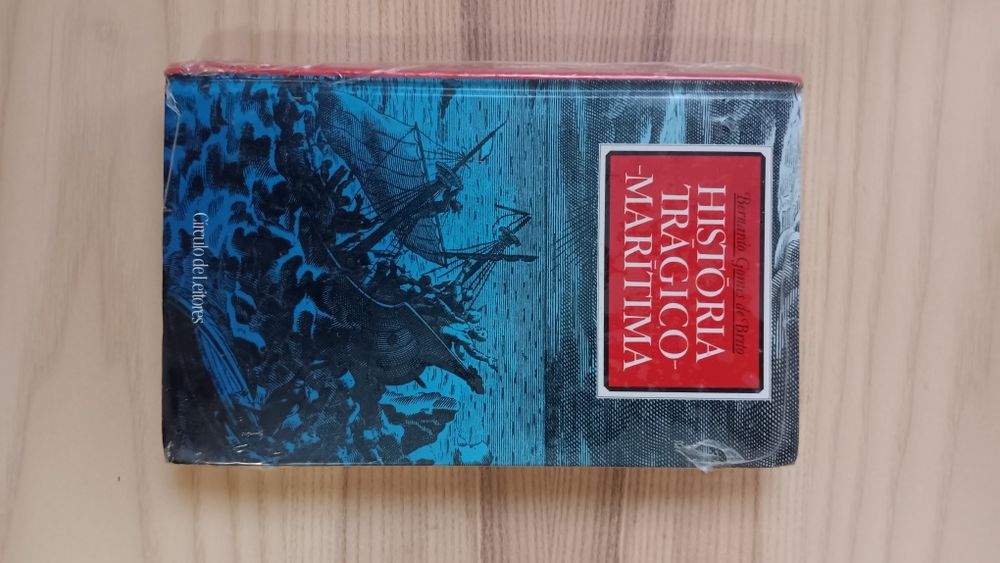 Bernardo Gomes de Brito
HISTÓRIA
TRÁGICO-
-MARÍTIMA
Círculo de Leitores